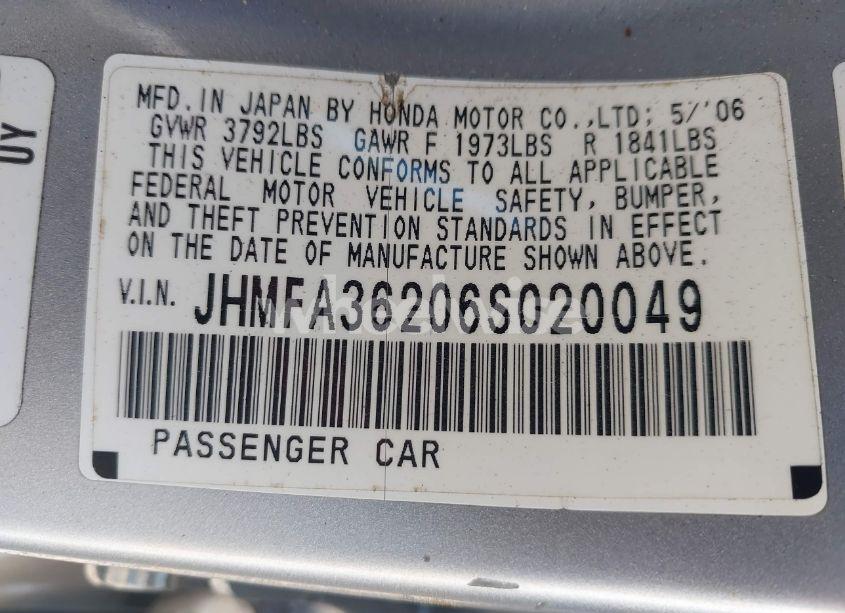 MFD. IN JAPAN BY HONDA MOTOR CO.,LTD; 5/'06
GVWR 3792LBS GAWR F 1973LBS R 1841LBS
THIS VEHICLE CONFORMS TO ALL APPLICABLE
FEDERAL MOTOR VEHICLE SAFETY, BUMPER,
AND THEFT PREVENTION STANDARDS IN EFFECT
ON THE DATE OF MANUFACTURE SHOWN ABOVE.
V.I.N. JHMFA36206S020049
PASSENGER CAR